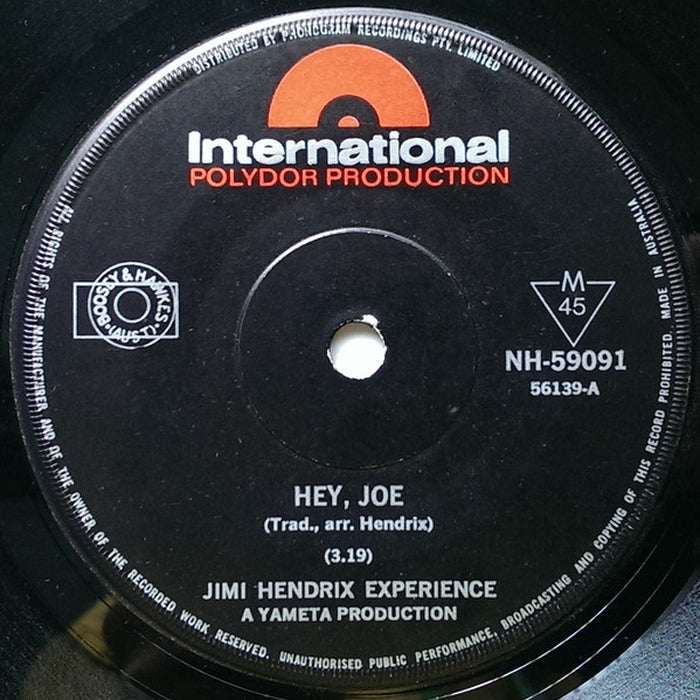 DISTRIBUTED BY PHONOGRAM RECORDINGS PTY. LIMITED
International
POLYDOR PRODUCTION
BOOSEY & HAWKES
(AUST)
M
45
NH-59091
56139-A
HEY, JOE
(Trad., arr. Hendrix)
(3.19)
JIMI HENDRIX EXPERIENCE
A YAMETA PRODUCTION
ALL RIGHTS OF THE MANUFACTURER AND OF THE OWNER OF THE RECORDED WORK RESERVED. UNAUTHORISED PUBLIC PERFORMANCE, BROADCASTING AND COPYING OF THIS RECORD PROHIBITED. MADE IN AUSTRALIA